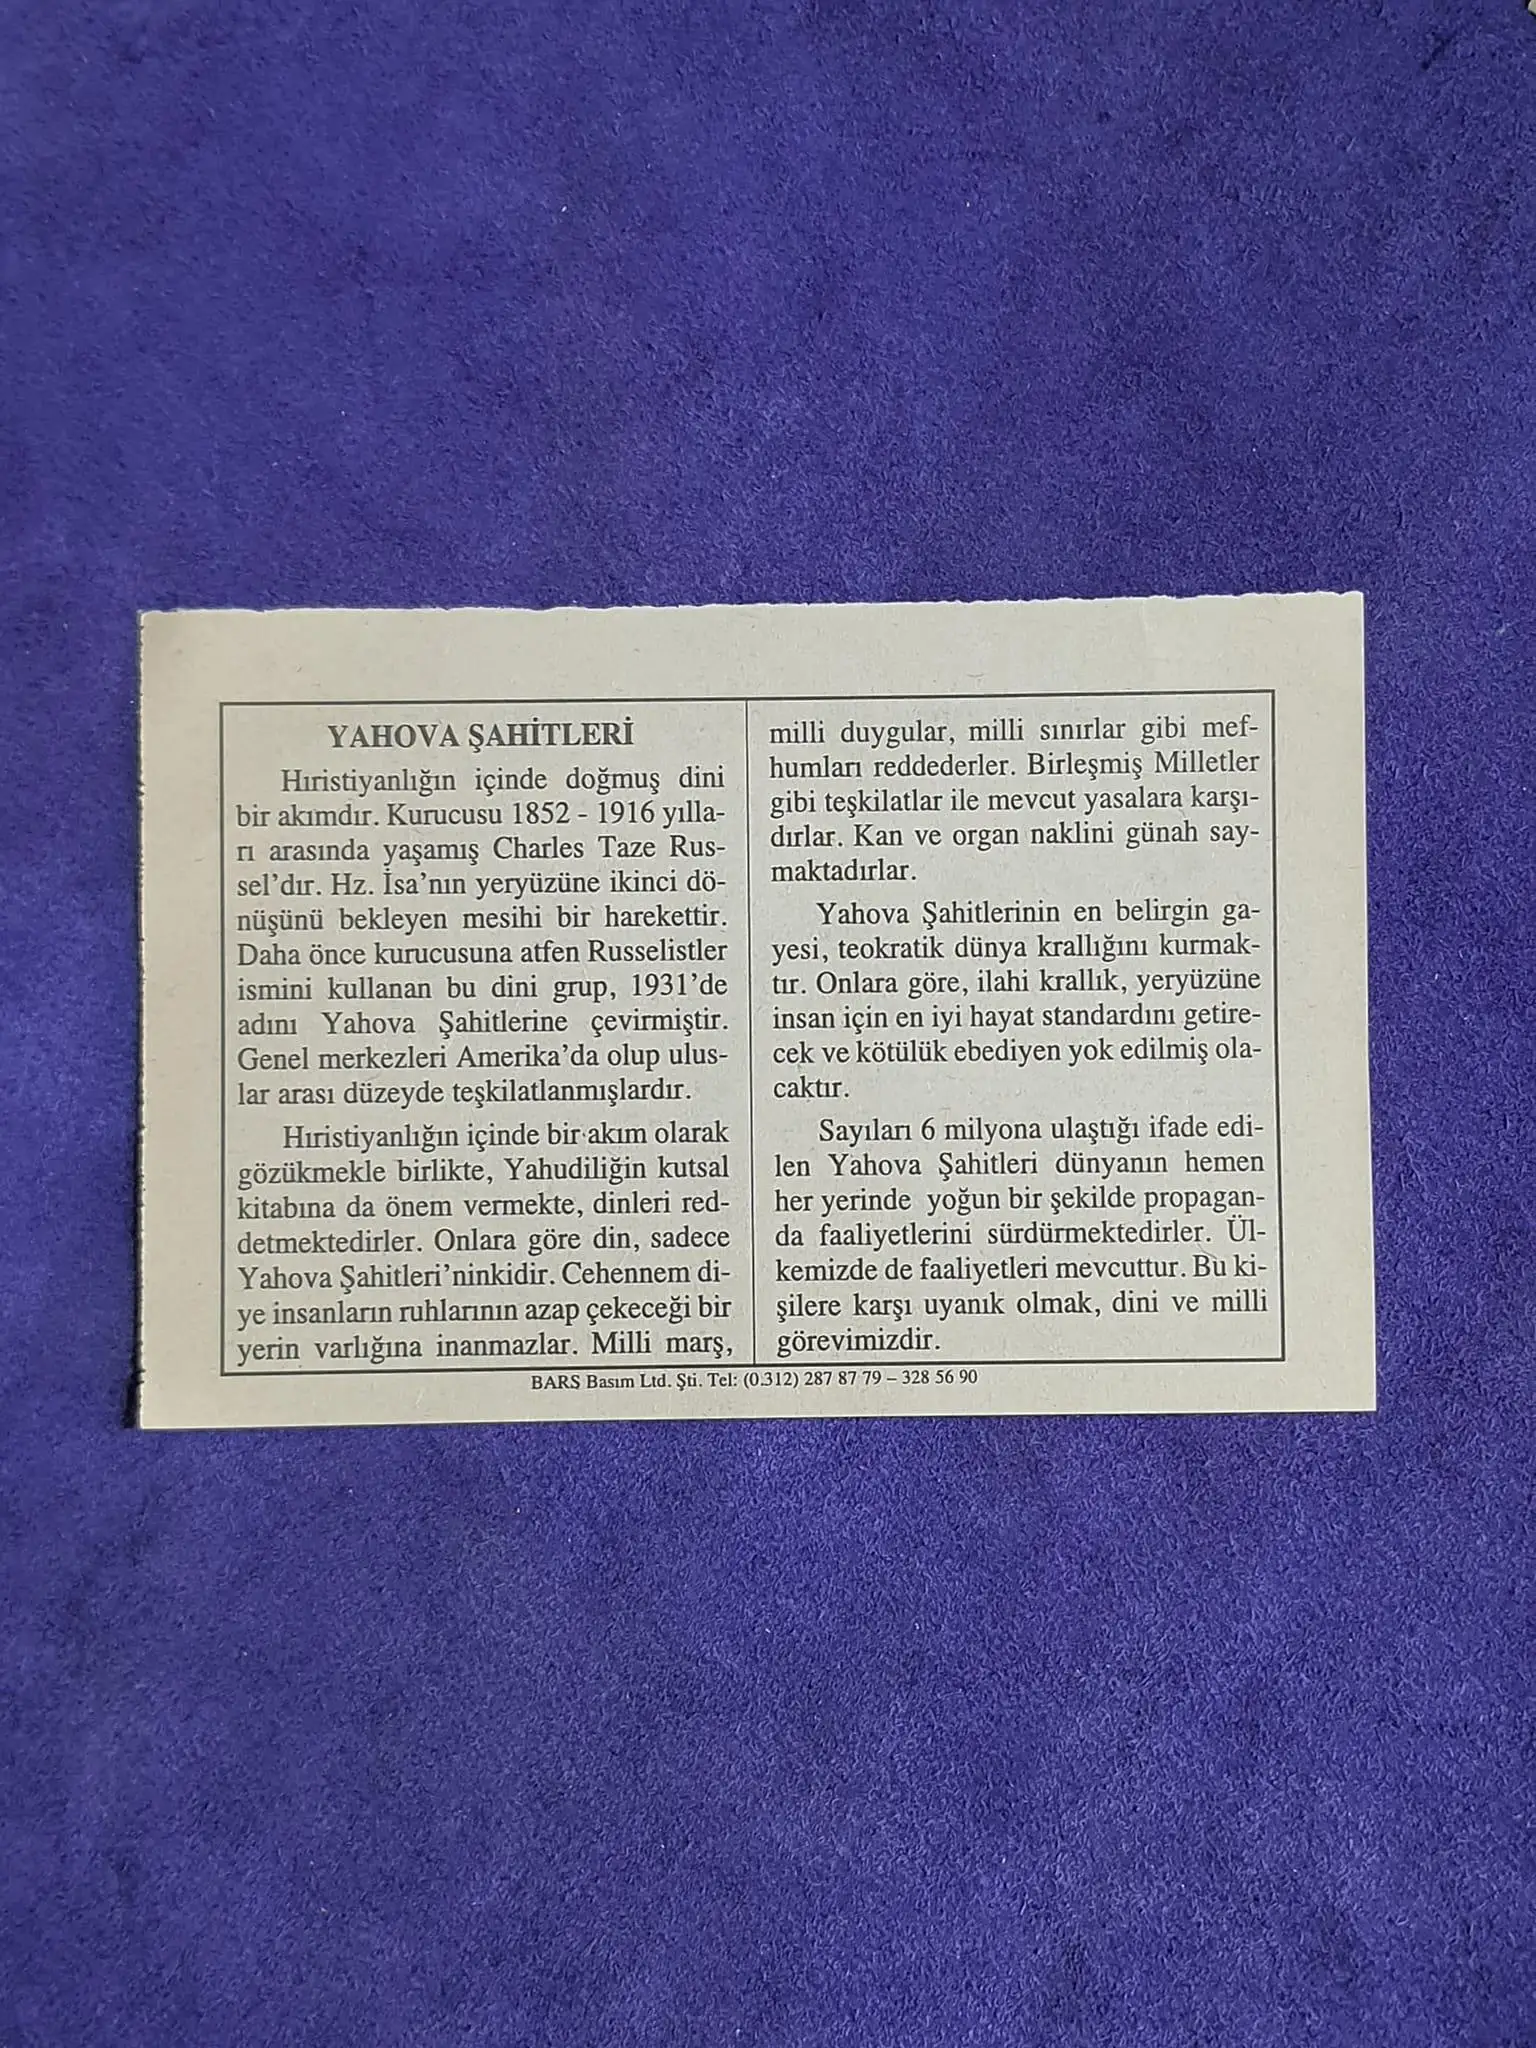 YAHOVA ŞAHİTLERİ
Hıristiyanlığın içinde doğmuş dini
bir akımdır. Kurucusu 1852 - 1916 yılla-
rı arasında yaşamış Charles Taze Rus-
sel'dır. Hz. İsa'nın yeryüzüne ikinci dö-
nüşünü bekleyen mesihi bir harekettir.
Daha önce kurucusuna atfen Russelistler
ismini kullanan bu dini grup, 1931'de
adını Yahova Şahitlerine çevirmiştir.
Genel merkezleri Amerika'da olup ulus-
lar arası düzeyde teşkilatlanmışlardır.
Hıristiyanlığın içinde bir akım olarak
gözükmekle birlikte, Yahudiliğin kutsal
kitabına da önem vermekte, dinleri red-
detmektedirler. Onlara göre din, sadece
Yahova Şahitleri'ninkidir. Cehennem di-
ye insanların ruhlarının azap çekeceği bir
yerin varlığına inanmazlar. Milli marş,
milli duygular, milli sınırlar gibi mef-
humları reddederler. Birleşmiş Milletler
gibi teşkilatlar ile mevcut yasalara karşı-
dırlar. Kan ve organ naklini günah say-
maktadırlar.
Yahova Şahitlerinin en belirgin ga-
yesi, teokratik dünya krallığını kurmak-
tır. Onlara göre, ilahi krallık, yeryüzüne
insan için en iyi hayat standardını getire-
cek ve kötülük ebediyen yok edilmiş ola-
caktır.
Sayıları 6 milyona ulaştığı ifade edi-
len Yahova Şahitleri dünyanın hemen
her yerinde yoğun bir şekilde propagan-
da faaliyetlerini sürdürmektedirler. Ül-
kemizde de faaliyetleri mevcuttur. Bu ki-
şilere karşı uyanık olmak, dini ve milli
görevimizdir.
BARS Basım Ltd. Şti. Tel: (0.312) 287 87 79 – 328 56 90